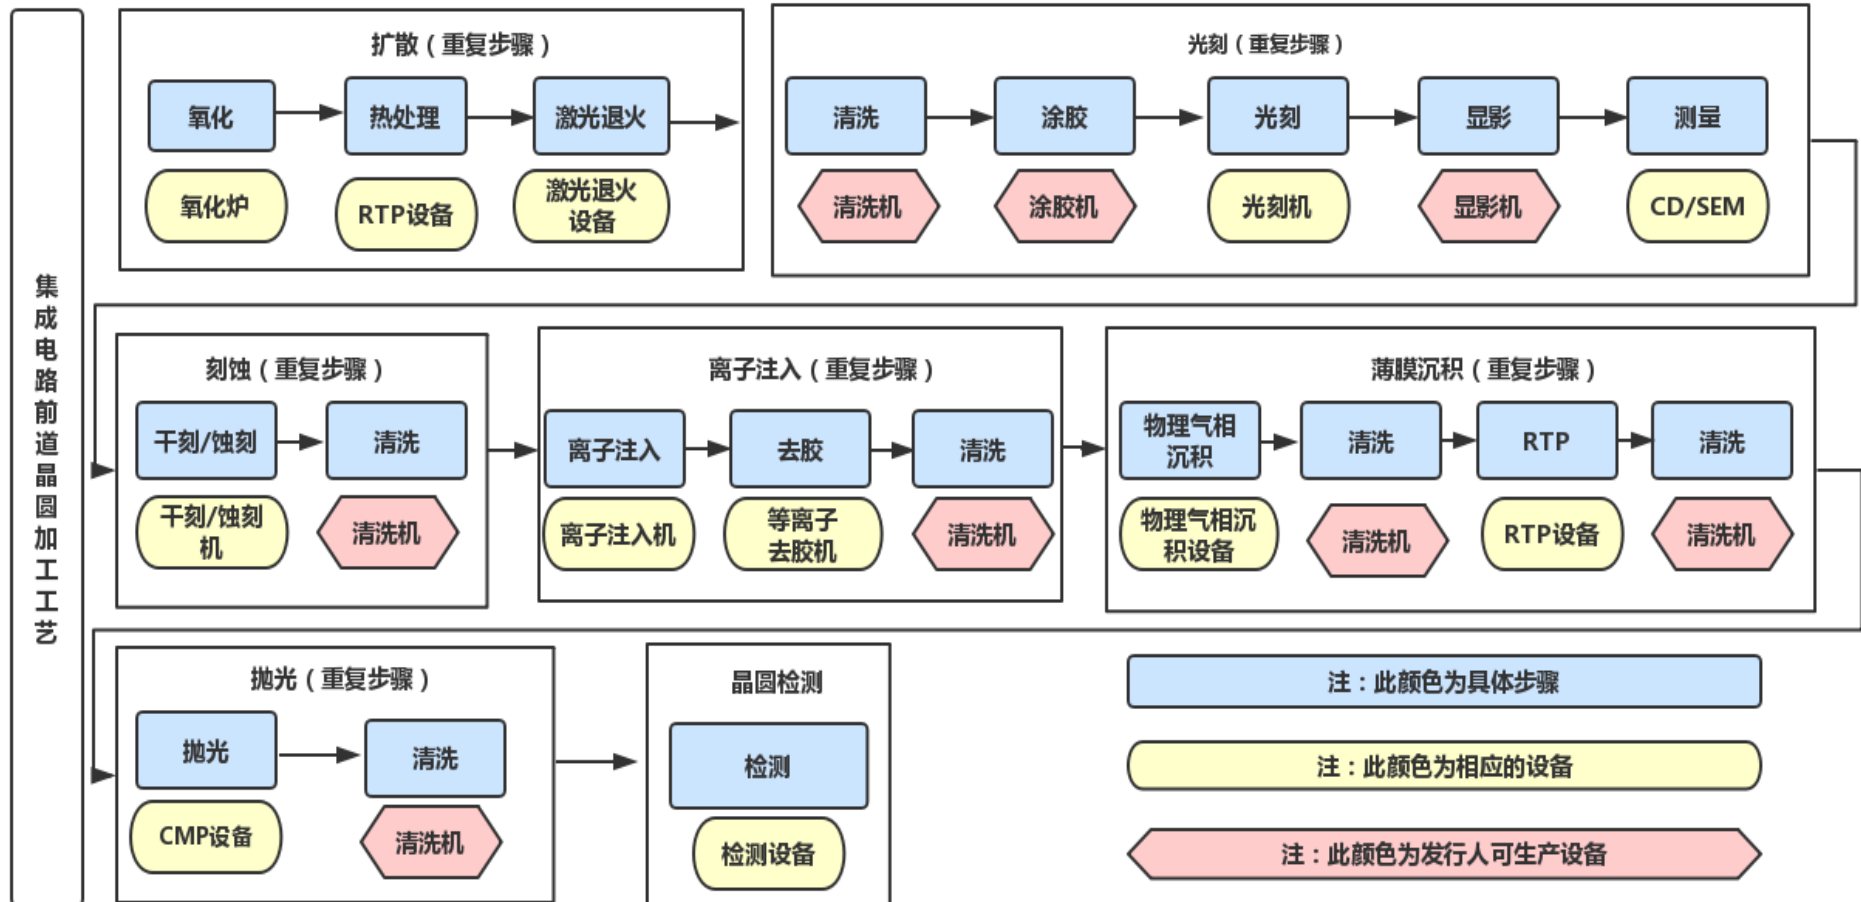 集成电路前道晶圆加工工艺
扩散（重复步骤）
氧化
热处理
激光退火
氧化炉
RTP设备
激光退火
设备
光刻（重复步骤）
清洗
涂胶
光刻
显影
测量
清洗机
涂胶机
光刻机
显影机
CD/SEM
刻蚀（重复步骤）
干刻/蚀刻
清洗
干刻/蚀刻
机
清洗机
离子注入（重复步骤）
离子注入
去胶
清洗
离子注入机
等离子
去胶机
清洗机
薄膜沉积（重复步骤）
物理气相
沉积
清洗
RTP
清洗
物理气相沉
积设备
清洗机
RTP设备
清洗机
抛光（重复步骤）
抛光
清洗
CMP设备
清洗机
晶圆检测
检测
检测设备
注：此颜色为具体步骤
注：此颜色为相应的设备
注：此颜色为发行人可生产设备